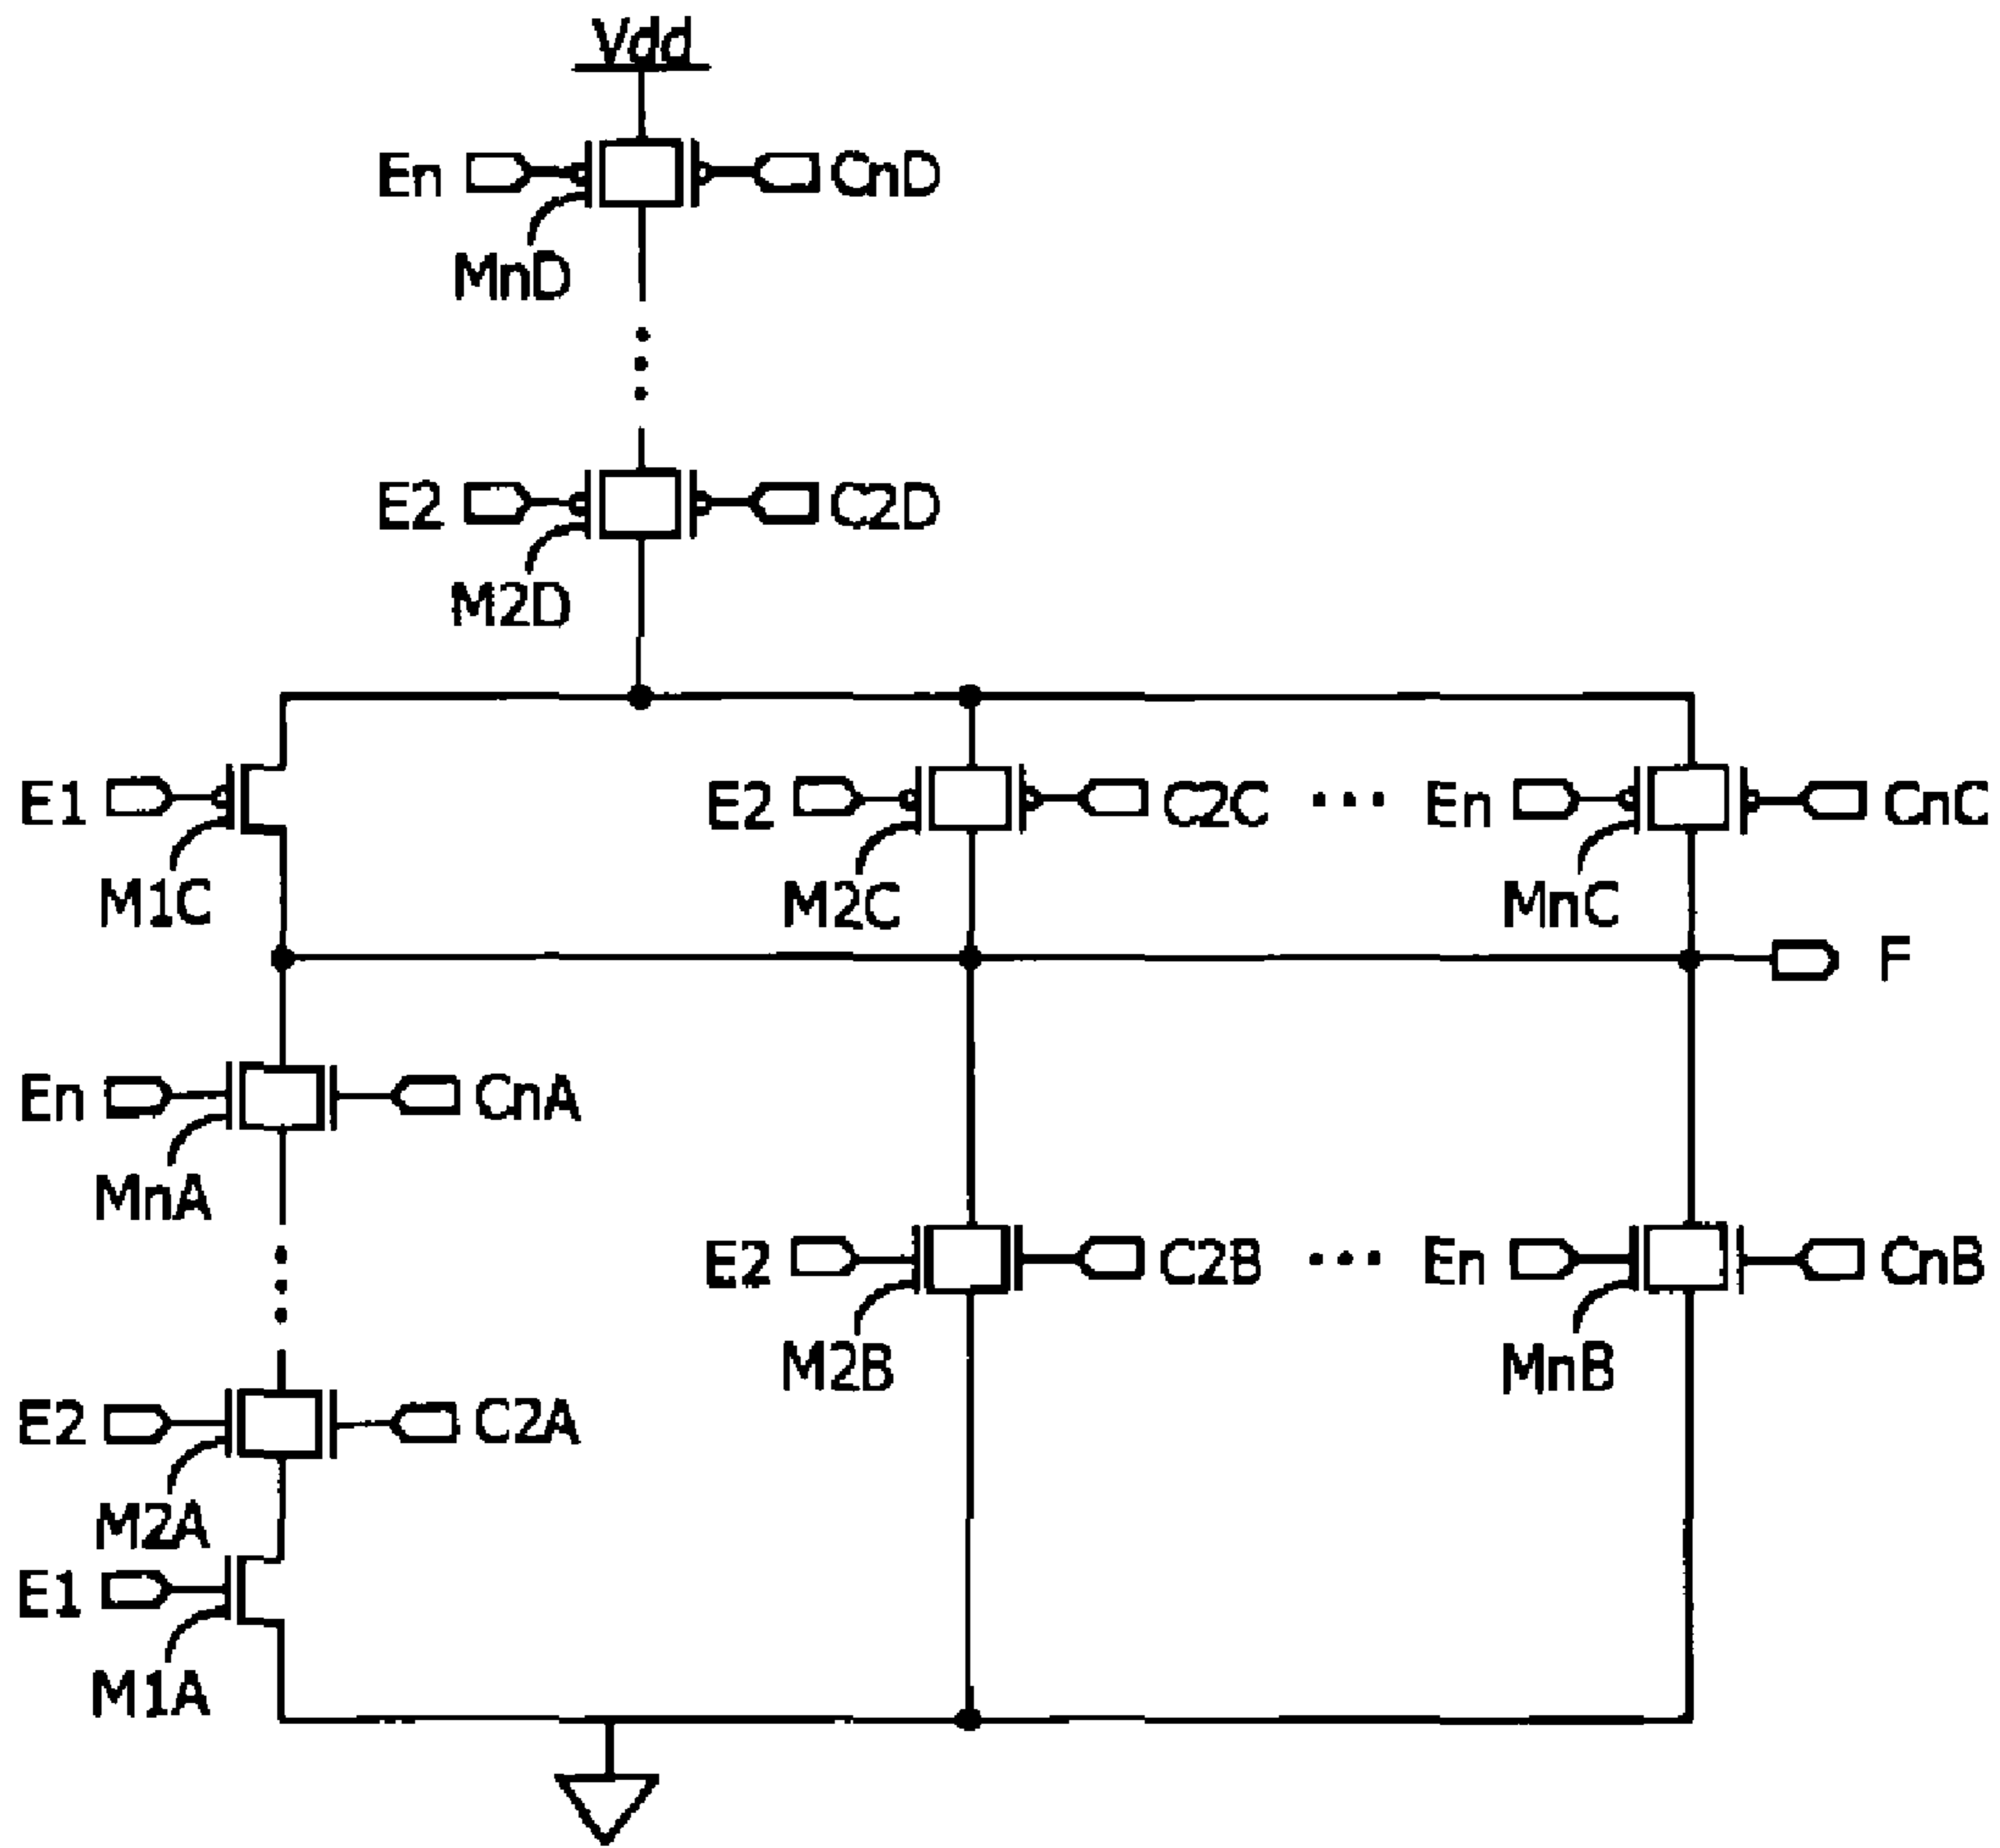 Vdd
En CnD
MnD
E2 C2D
M2D
E1 E2 C2C ··· En CnC
M1C M2C MnC
F
En CnA
MnA
E2 C2B ··· En CnB
M2B MnB
E2 C2A
M2A
E1
M1A